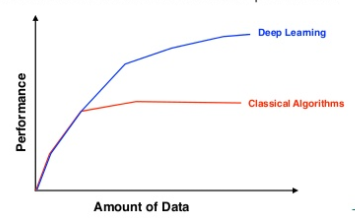 Deep Learning
Classical Algorithms
Performance
Amount of Data